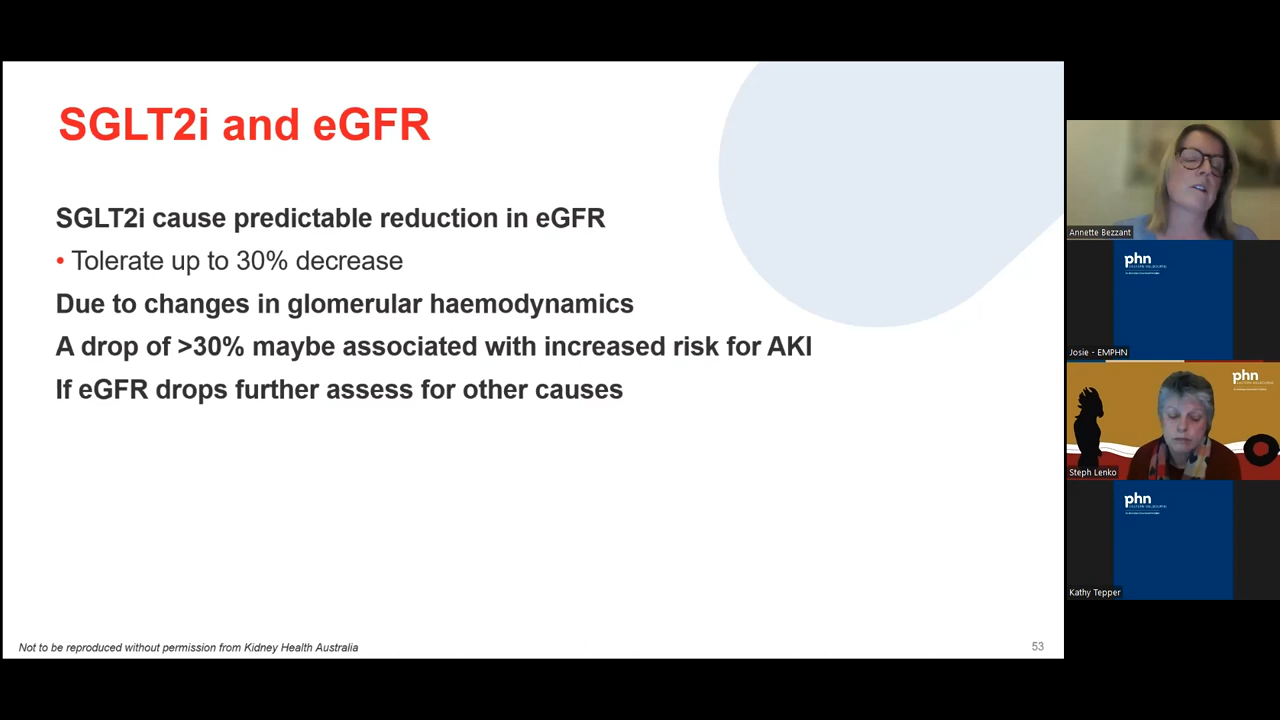 SGLT2i and eGFR
SGLT2i cause predictable reduction in eGFR
• Tolerate up to 30% decrease
Due to changes in glomerular haemodynamics
A drop of >30% maybe associated with increased risk for AKI
If eGFR drops further assess for other causes
Not to be reproduced without permission from Kidney Health Australia
53
Annette Bezzant
phn
Josie - EMPHN
phn
Steph Lenko
phn
Kathy Tepper